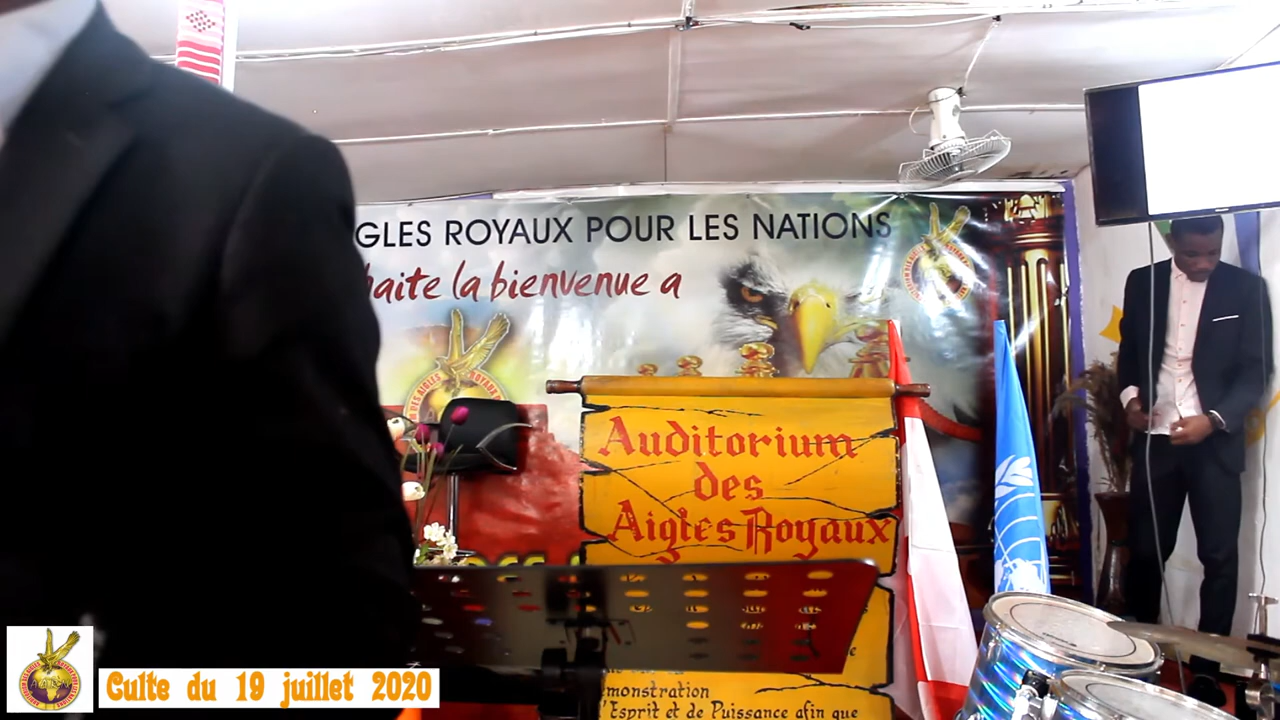 GLES ROYAUX POUR LES NATIONS
haite la bienvenue a
Auditorium
des
Aigles Royaux
monstration
'Esprit et de Puissance afin que
Culte du 19 juillet 2020